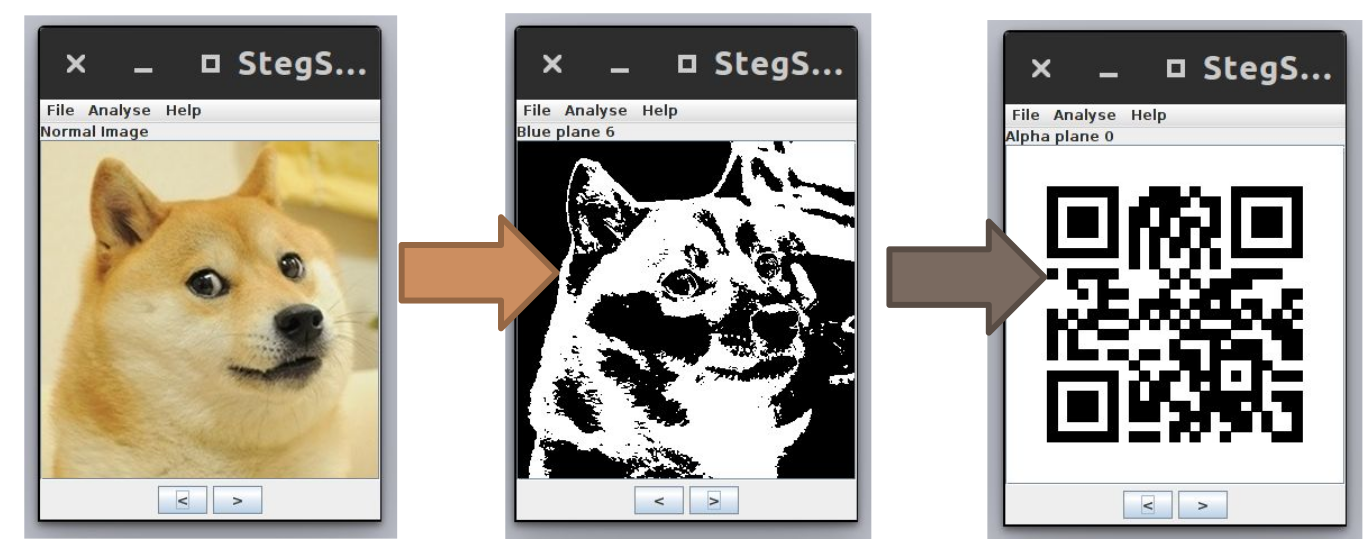 StegS...
File Analyse Help
Normal Image
< >
StegS...
File Analyse Help
Blue plane 6
< >
StegS...
File Analyse Help
Alpha plane 0
< >